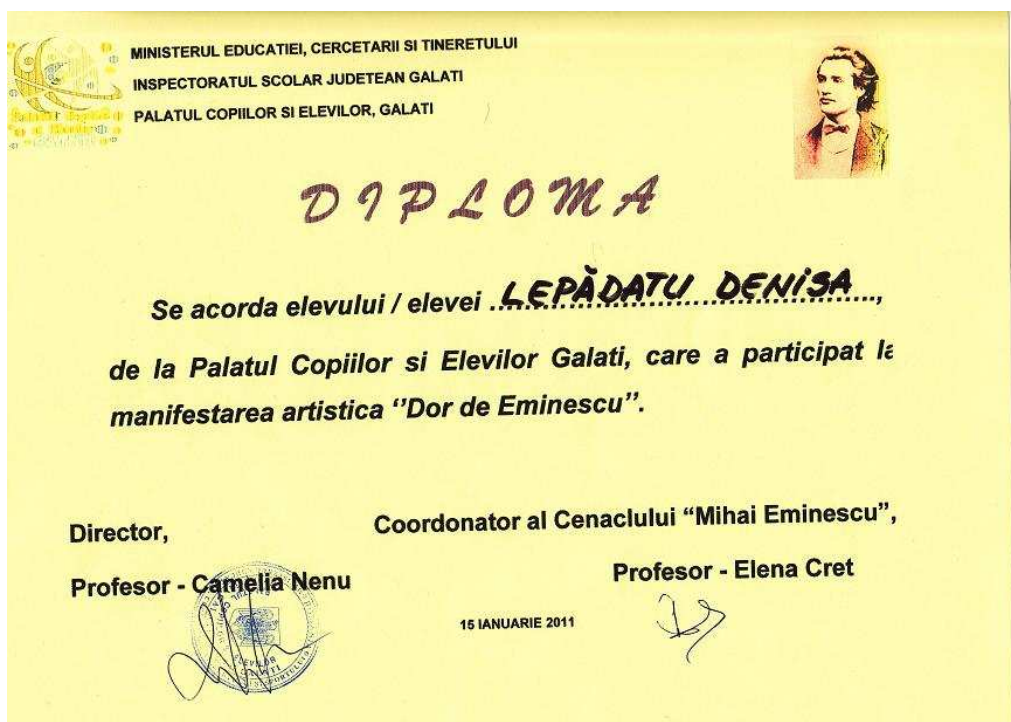 MINISTERUL EDUCATIEI, CERCETARII SI TINERETULUI
INSPECTORATUL SCOLAR JUDETEAN GALATI
PALATUL COPIILOR SI ELEVILOR, GALATI
DIPLOMA
Se acorda elevului / elevei ..LEPĂDATU DENISA..,
de la Palatul Copiilor si Elevilor Galati, care a participat la
manifestarea artistica ‘‘Dor de Eminescu’’.
Director,
Coordonator al Cenaclului “Mihai Eminescu”,
Profesor - Camelia Nenu
Profesor - Elena Cret
15 IANUARIE 2011